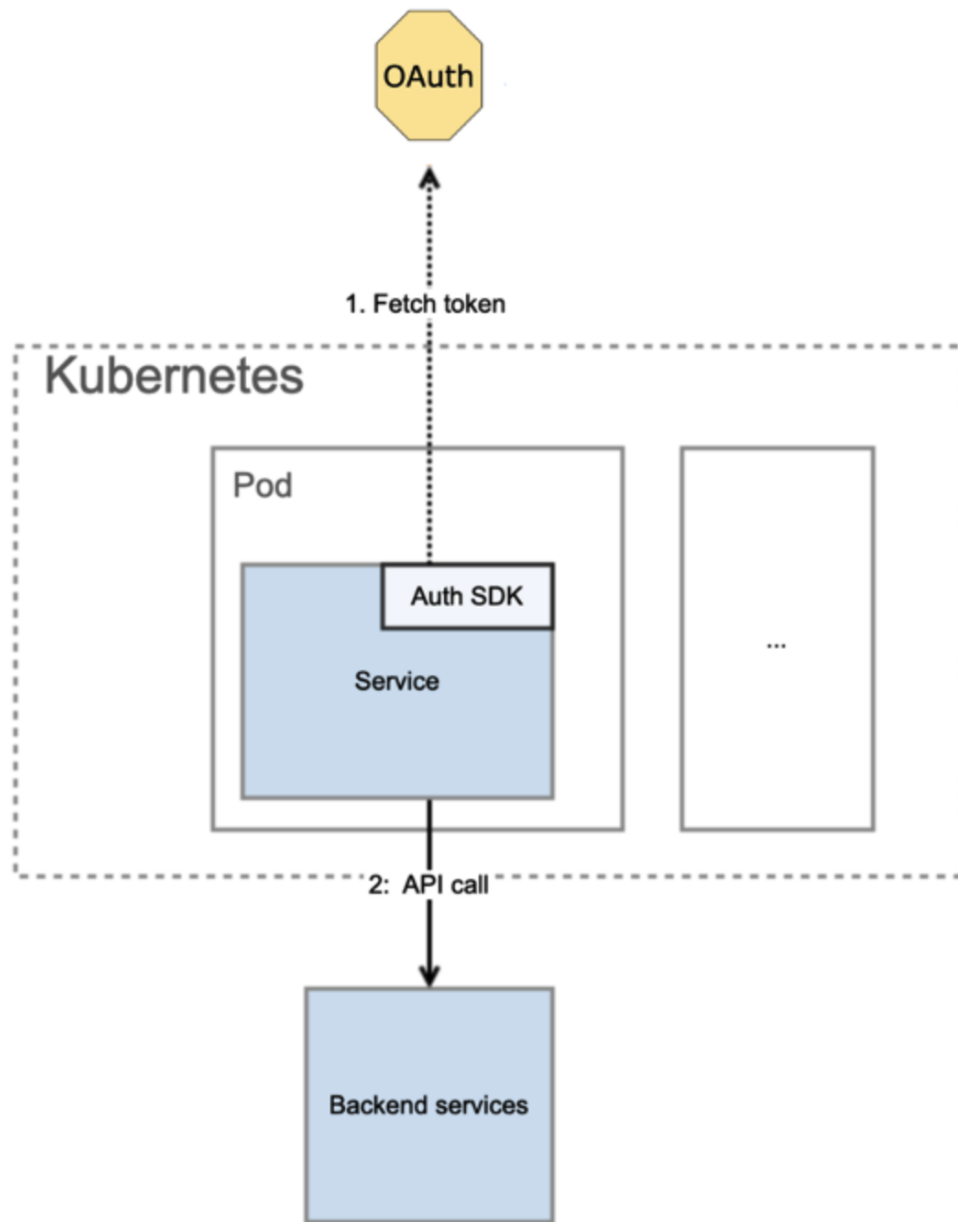 OAuth
1. Fetch token
Kubernetes
Pod
Auth SDK
Service
...
2: API call
Backend services